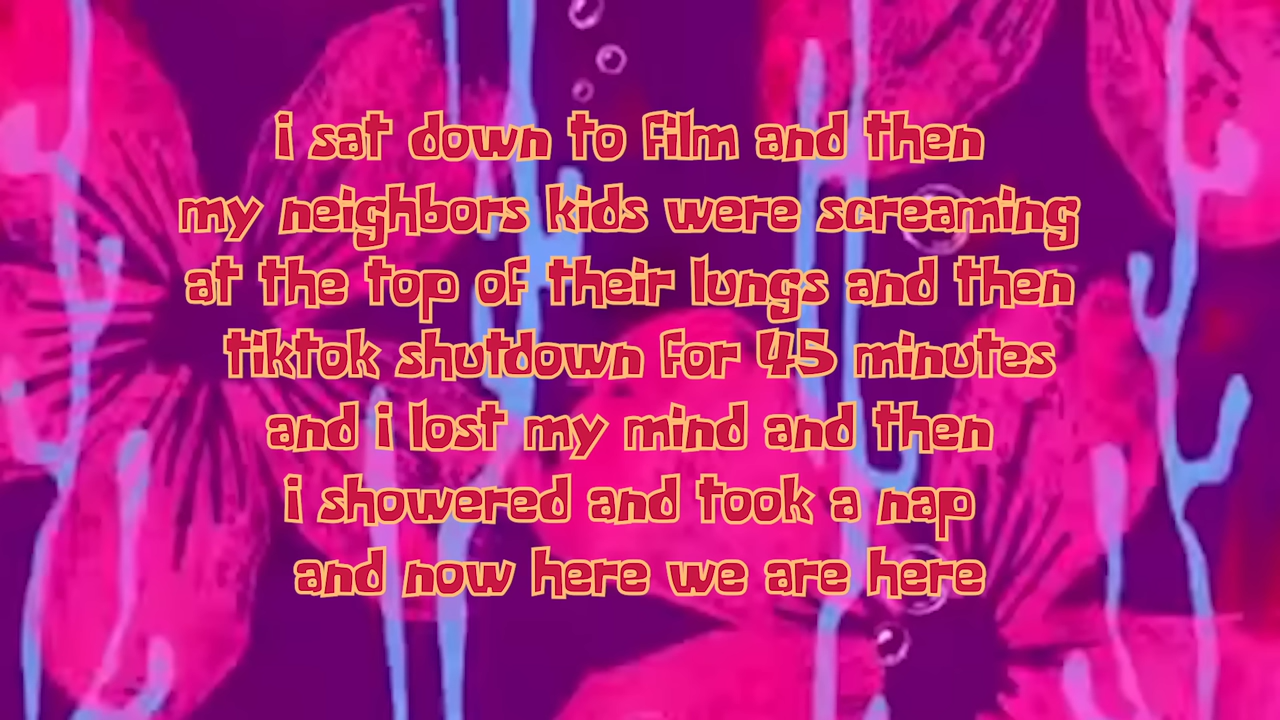 i sat down to film and then
my neighbors kids were screaming
at the top of their lungs and then
tiktok shutdown for 45 minutes
and i lost my mind and then
i showered and took a nap
and now here we are here